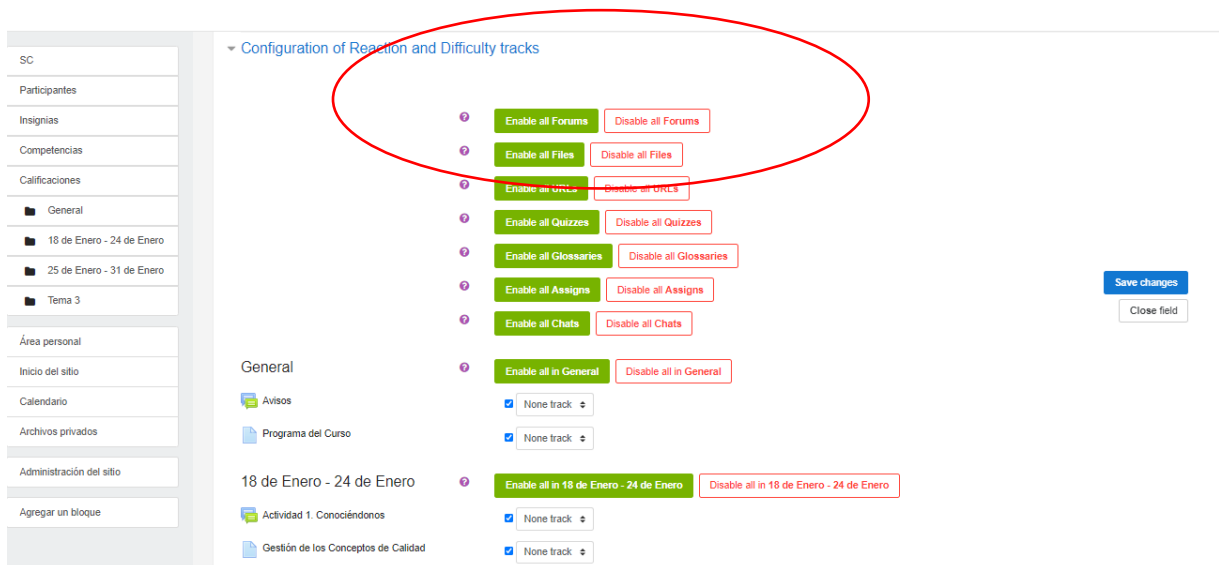 Configuration of Reaction and Difficulty tracks
SC
Participantes
Insignias
Competencias
Calificaciones
General
18 de Enero - 24 de Enero
25 de Enero - 31 de Enero
Tema 3
Área personal
Inicio del sitio
Calendario
Archivos privados
Administración del sitio
Agregar un bloque
Enable all Forums Disable all Forums
Enable all Files Disable all Files
Enable all URLs Disable all URLs
Enable all Quizzes Disable all Quizzes
Enable all Glossaries Disable all Glossaries
Enable all Assigns Disable all Assigns
Enable all Chats Disable all Chats
General Enable all in General Disable all in General
Avisos None track
Programa del Curso None track
18 de Enero - 24 de Enero Enable all in 18 de Enero - 24 de Enero Disable all in 18 de Enero - 24 de Enero
Actividad 1. Conociéndonos None track
Gestión de los Conceptos de Calidad None track
Save changes
Close field